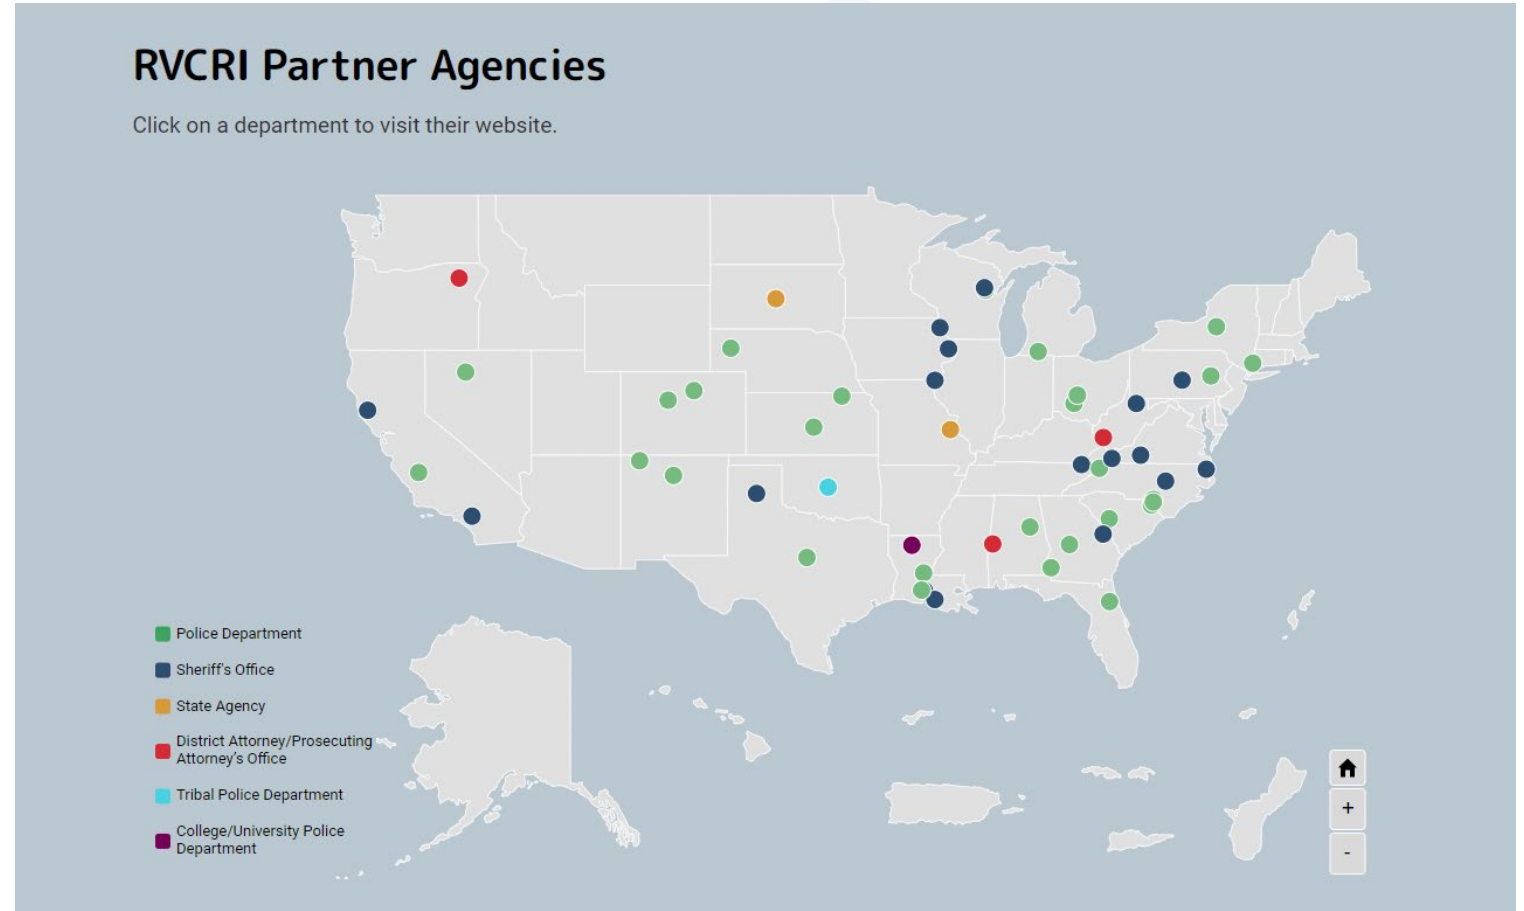 RVCRI Partner Agencies
Click on a department to visit their website.
Police Department
Sheriff's Office
State Agency
District Attorney/Prosecuting
Attorney's Office
Tribal Police Department
College/University Police
Department
+
-